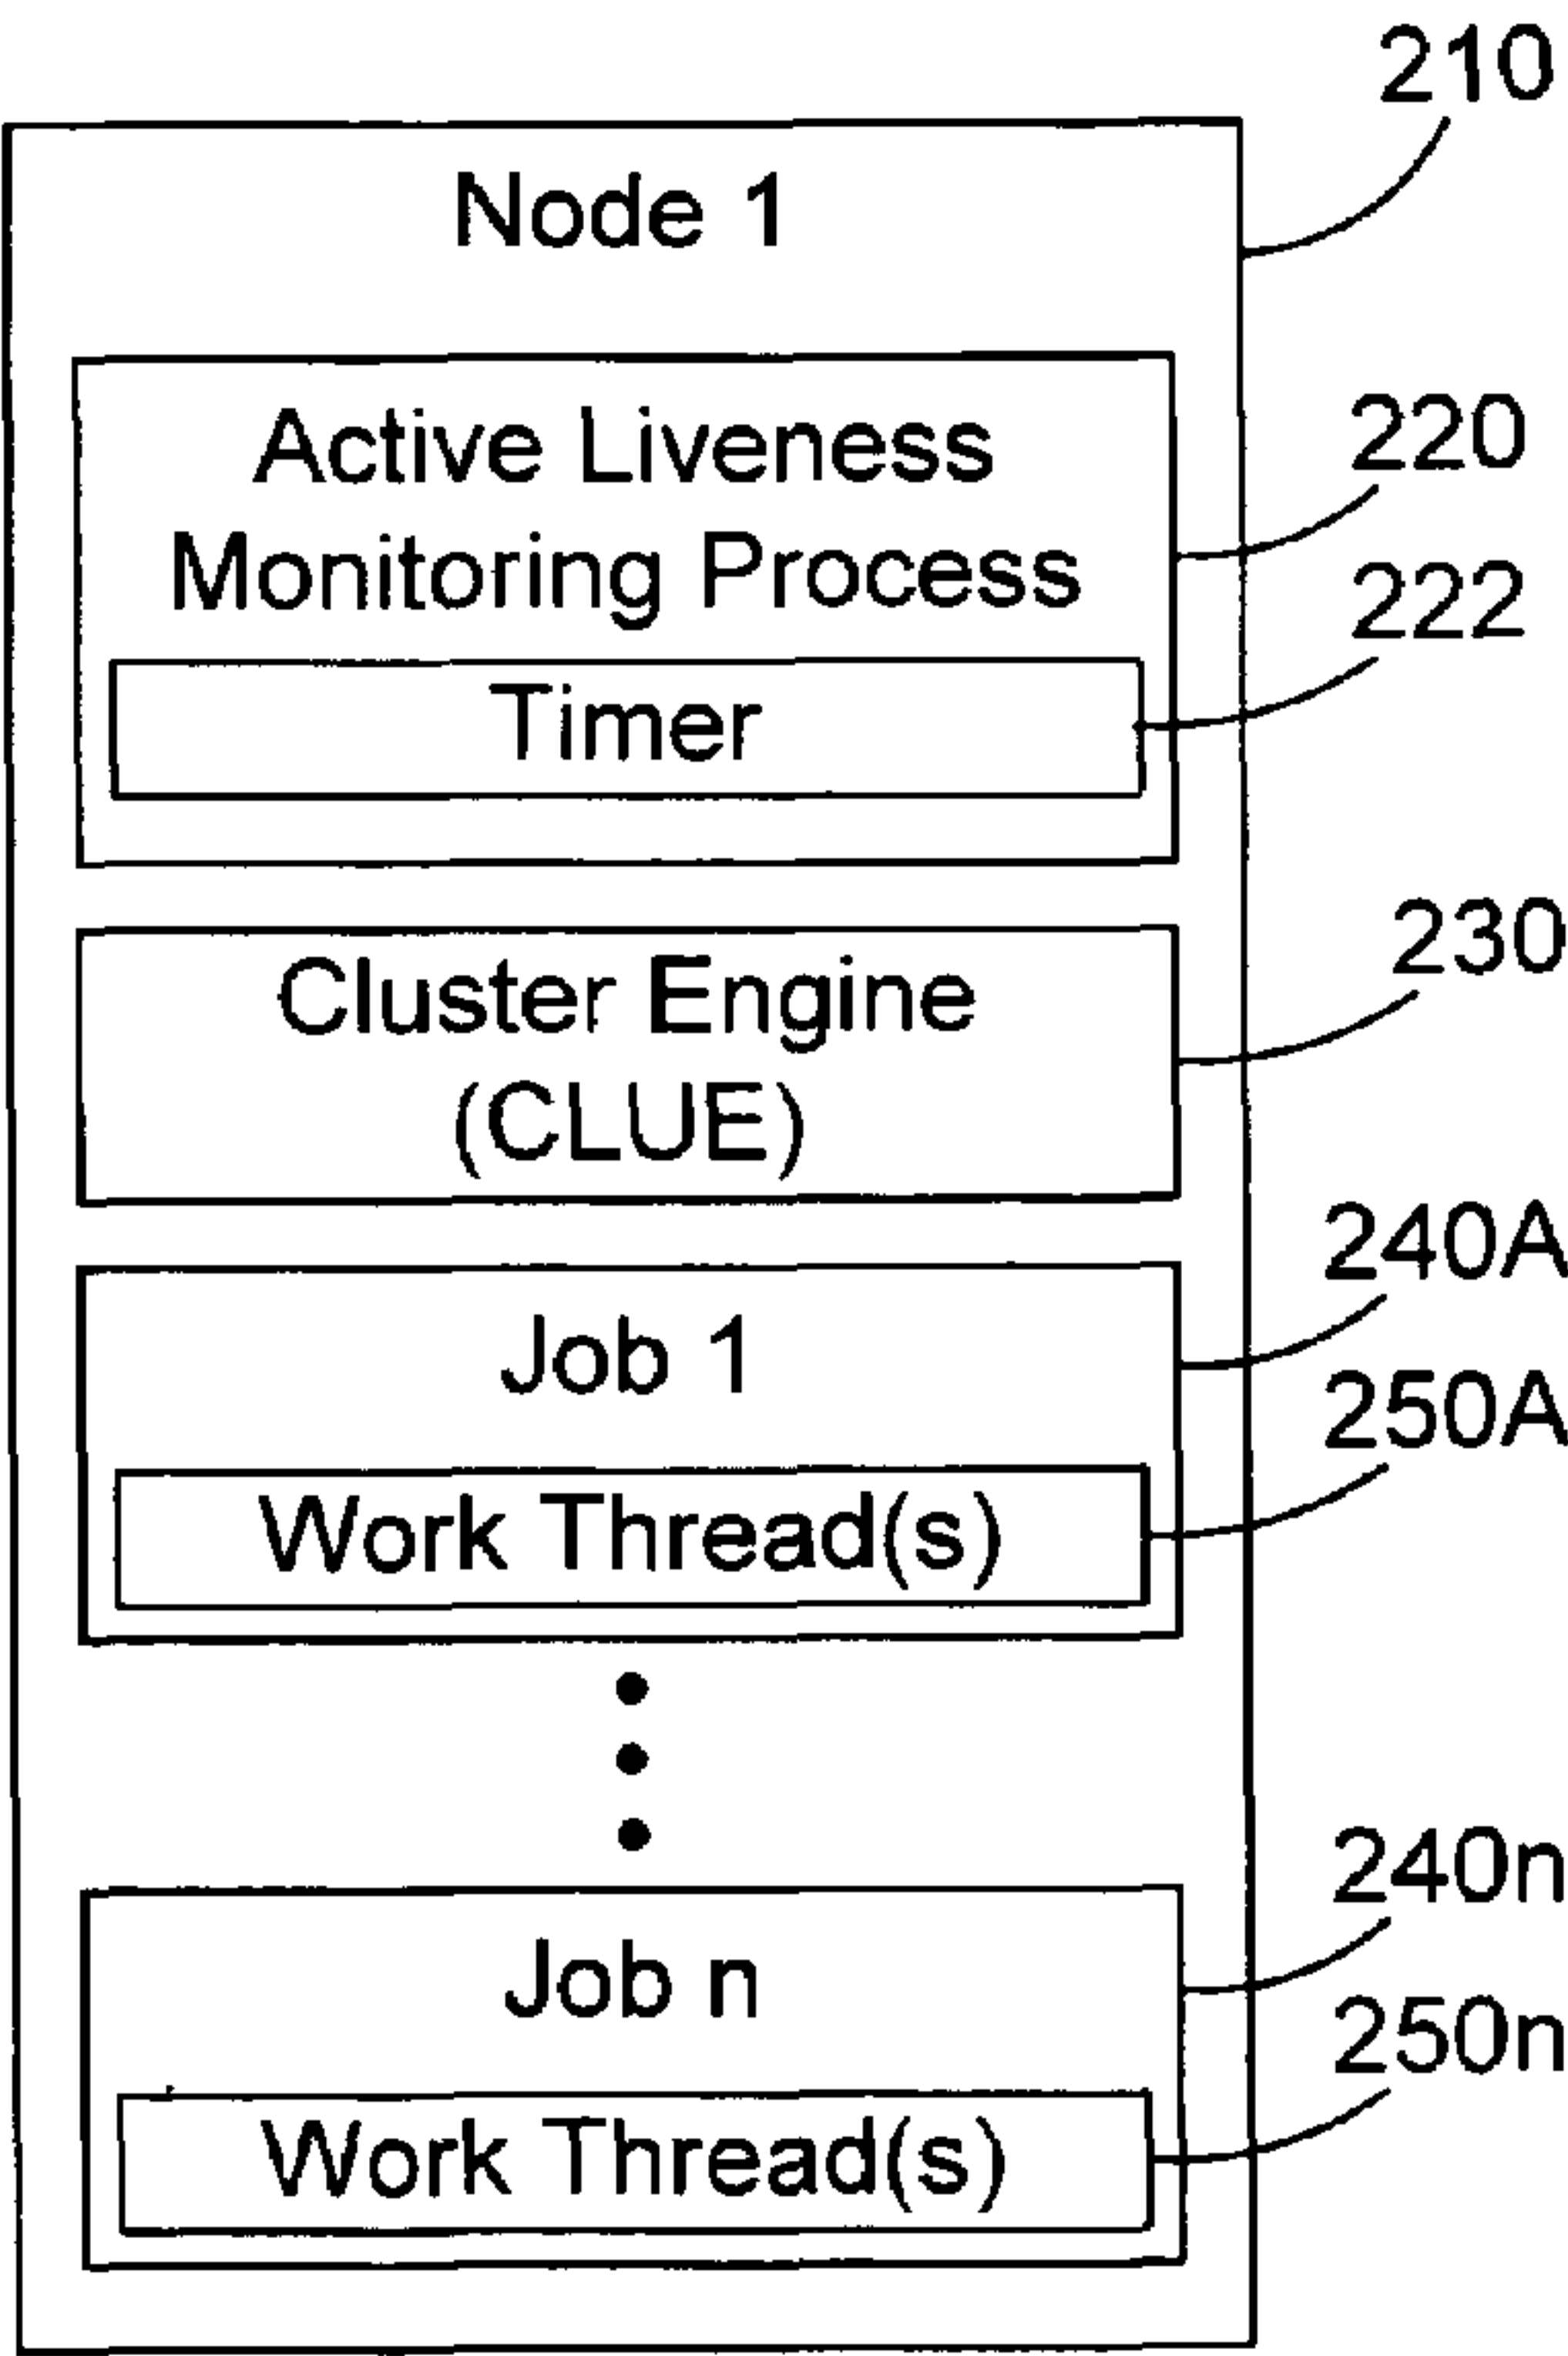 210
Node 1
Active Liveness
220
Monitoring Process
222
Timer
230
Cluster Engine
(CLUE)
240A
Job 1
250A
Work Thread(s)
240n
Job n
250n
Work Thread(s)